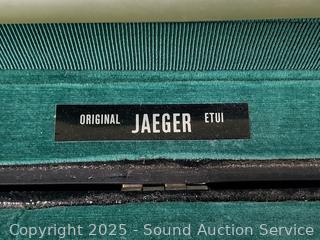 ORIGINAL JAEGER ETUI
Copyright 2025 - Sound Auction Service